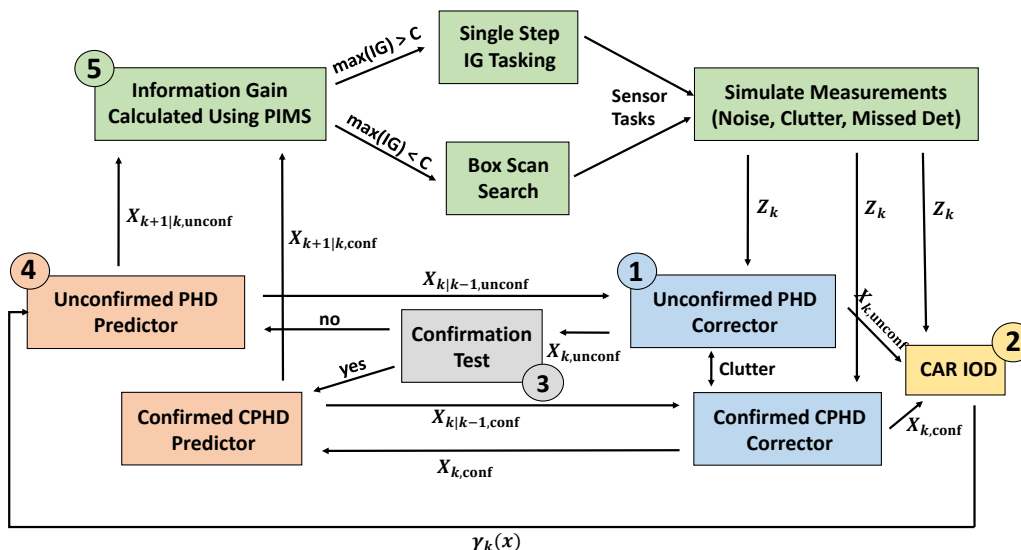 Single Step
IG Tasking
5
Information Gain
Calculated Using PIMS
max(IG) > C
max(IG) < C
Sensor
Tasks
Simulate Measurements
(Noise, Clutter, Missed Det)
Box Scan
Search
X_{k+1|k,unconf}
X_{k+1|k,conf}
Z_k
Z_k
Z_k
4
Unconfirmed PHD
Predictor
X_{k|k-1,unconf}
1
Unconfirmed PHD
Corrector
X_{k,unconf}
no
Confirmation
Test
3
X_{k,unconf}
yes
Clutter
2
CAR IOD
Confirmed CPHD
Predictor
X_{k|k-1,conf}
Confirmed CPHD
Corrector
X_{k,conf}
X_{k,conf}
γ_k(x)